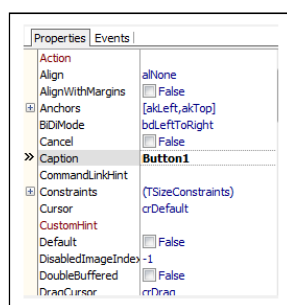 Properties Events
Action
Align alNone
AlignWithMargins False
Anchors [akLeft,akTop]
BiDiMode bdLeftToRight
Cancel False
» Caption Button1
CommandLinkHint
Constraints (TSizeConstraints)
Cursor crDefault
CustomHint
Default False
DisabledImageIndex -1
DoubleBuffered False
DragCursor crDrag